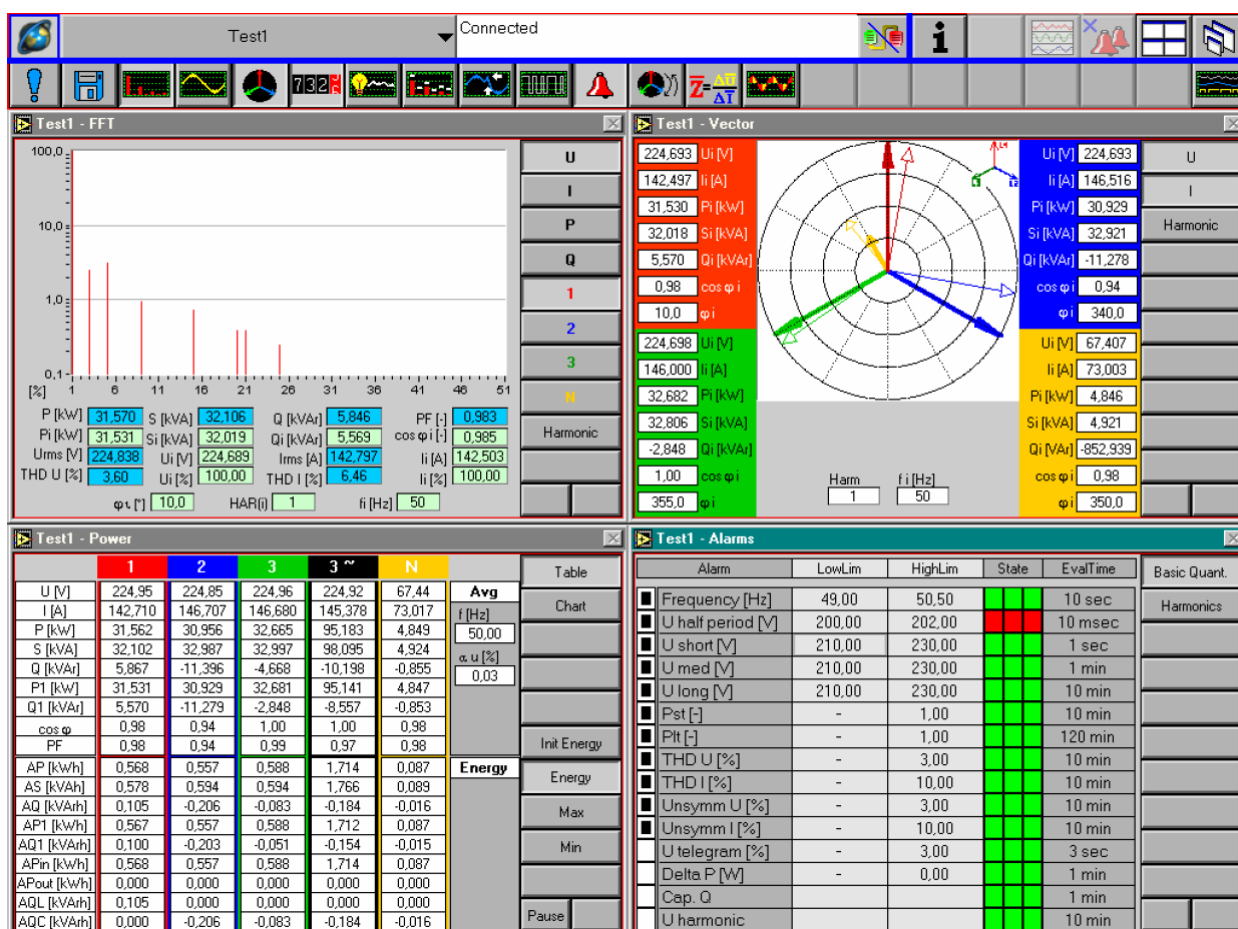 Test1 Connected
732
Z=ΔU/ΔI
Test1 - FFT
100,0
10,0
1,0
0,1
[%] 1 6 11 16 21 26 31 36 41 46 51
U
I
P
Q
1
2
3
N
Harmonic
P [kW] 31,570 S [kVA] 32,106 Q [kVAr] 5,846 PF [-] 0,983
Pi [kW] 31,531 Si [kVA] 32,019 Qi [kVAr] 5,569 cos φ i [-] 0,985
Urms [V] 224,838 Ui [V] 224,689 Irms [A] 142,797 Ii [A] 142,503
THD U [%] 3,60 Ui [%] 100,00 THD I [%] 6,46 Ii [%] 100,00
φ ι [°] 10,0 HAR(i) 1 fi [Hz] 50
Test1 - Vector
224,693 Ui [V]
142,497 Ii [A]
31,530 Pi [kW]
32,018 Si [kVA]
5,570 Qi [kVAr]
0,98 cos φ i
10,0 φ i
224,698 Ui [V]
146,000 Ii [A]
32,682 Pi [kW]
32,806 Si [kVA]
-2,848 Qi [kVAr]
1,00 cos φ i
355,0 φ i
Harm f i [Hz]
1 50
Ui [V] 224,693
Ii [A] 146,516
Pi [kW] 30,929
Si [kVA] 32,921
Qi [kVAr] -11,278
cos φ i 0,94
φ i 340,0
Ui [V] 67,407
Ii [A] 73,003
Pi [kW] 4,846
Si [kVA] 4,921
Qi [VAr] -852,939
cos φ i 0,98
φ i 350,0
U
I
Harmonic
Test1 - Power
1 2 3 3 ~ N
U [V] 224,95 224,85 224,96 224,92 67,44
I [A] 142,710 146,707 146,680 145,378 73,017
P [kW] 31,562 30,956 32,665 95,183 4,849
S [kVA] 32,102 32,987 32,997 98,095 4,924
Q [kVAr] 5,867 -11,396 -4,668 -10,198 -0,855
P1 [kW] 31,531 30,929 32,681 95,141 4,847
Q1 [kVAr] 5,570 -11,279 -2,848 -8,557 -0,853
cos φ 0,98 0,94 1,00 1,00 0,98
PF 0,98 0,94 0,99 0,97 0,98
AP [kWh] 0,568 0,557 0,588 1,714 0,087
AS [kVAh] 0,578 0,594 0,594 1,766 0,089
AQ [kVArh] 0,105 -0,206 -0,083 -0,184 -0,016
AP1 [kWh] 0,567 0,557 0,588 1,712 0,087
AQ1 [kVArh] 0,100 -0,203 -0,051 -0,154 -0,015
APin [kWh] 0,568 0,557 0,588 1,714 0,087
APout [kWh] 0,000 0,000 0,000 0,000 0,000
AQL [kVArh] 0,105 0,000 0,000 0,000 0,000
AQC [kVArh] 0,000 -0,206 -0,083 -0,184 -0,016
Avg
f [Hz]
50,00
α u [%]
0,03
Energy
Table
Chart
Init Energy
Energy
Max
Min
Pause
Test1 - Alarms
Alarm LowLim HighLim State EvalTime
Frequency [Hz] 49,00 50,50 10 sec
U half period [V] 200,00 202,00 10 msec
U short [V] 210,00 230,00 1 sec
U med [V] 210,00 230,00 1 min
U long [V] 210,00 230,00 10 min
Pst [-] - 1,00 10 min
Plt [-] - 1,00 120 min
THD U [%] - 3,00 10 min
THD I [%] - 10,00 10 min
Unsymm U [%] - 3,00 10 min
Unsymm I [%] - 10,00 10 min
U telegram [%] - 3,00 3 sec
Delta P [W] - 0,00 1 min
Cap. Q 1 min
U harmonic 10 min
Basic Quant.
Harmonics